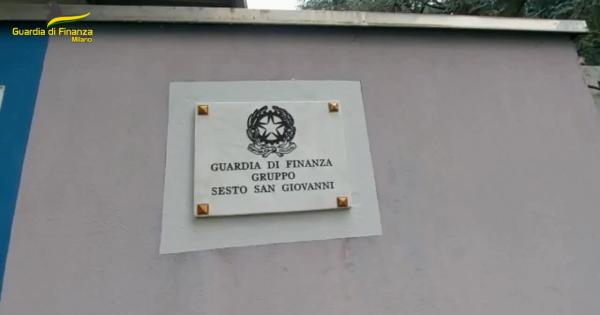 Guardia di Finanza
Milano
GUARDIA DI FINANZA
GRUPPO
SESTO SAN GIOVANNI